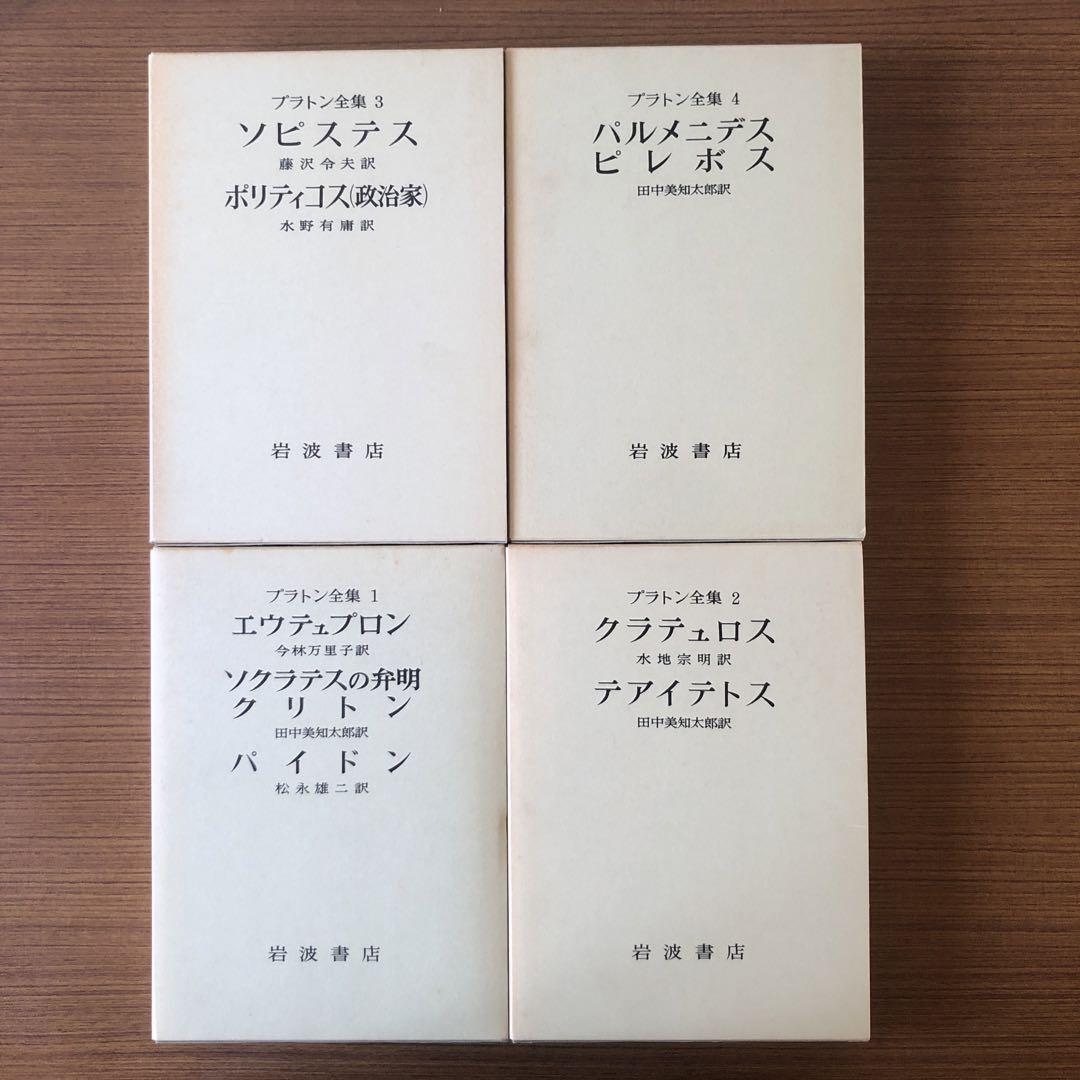 プラトン全集 3
ソピステス
藤沢令夫訳
ポリティコス(政治家)
水野有庸訳
岩波書店
プラトン全集 4
パルメニデス
ピレボス
田中美知太郎訳
岩波書店
プラトン全集 1
エウテュプロン
今林万里子訳
ソクラテスの弁明
クリトン
田中美知太郎訳
パイドン
松永雄二訳
岩波書店
プラトン全集 2
クラテュロス
水地宗明訳
テアイテトス
田中美知太郎訳
岩波書店